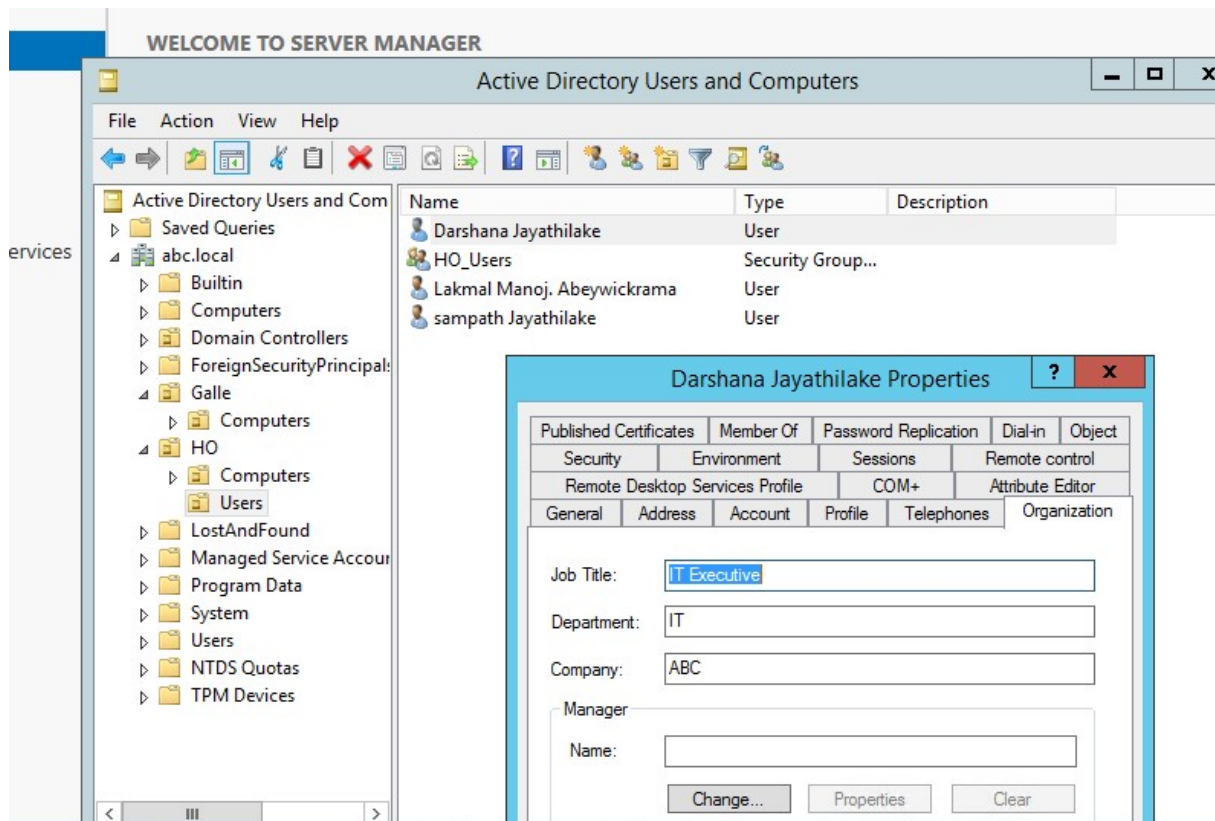 WELCOME TO SERVER MANAGER
Active Directory Users and Computers
File Action View Help
ervices
Active Directory Users and Com
Saved Queries
abc.local
Builtin
Computers
Domain Controllers
ForeignSecurityPrincipals
Galle
Computers
HO
Computers
Users
LostAndFound
Managed Service Accour
Program Data
System
Users
NTDS Quotas
TPM Devices
Name Type Description
Darshana Jayathilake User
HO_Users Security Group...
Lakmal Manoj. Abeywickrama User
sampath Jayathilake User
Darshana Jayathilake Properties
Published Certificates Member Of Password Replication Dial-in Object
Security Environment Sessions Remote control
Remote Desktop Services Profile COM+ Attribute Editor
General Address Account Profile Telephones Organization
Job Title: IT Executive
Department: IT
Company: ABC
Manager
Name:
Change... Properties Clear